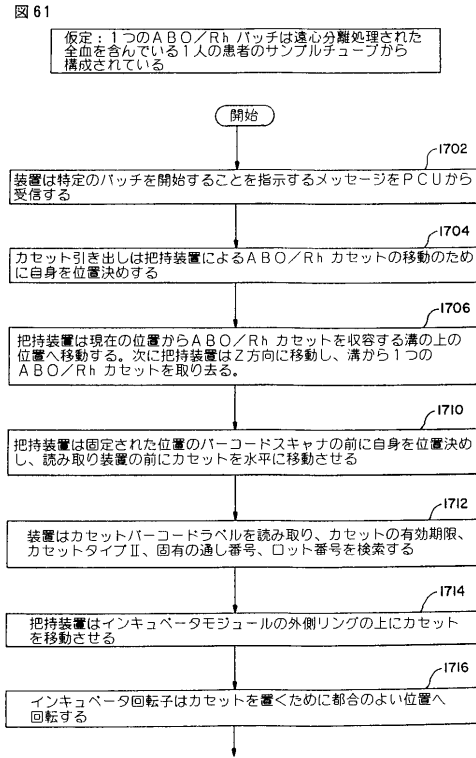 図61
仮定：１つのＡＢＯ／Rh バッチは遠心分離処理された
全血を含んでいる１人の患者のサンプルチューブから
構成されている
開始
1702
装置は特定のバッチを開始することを指示するメッセージをＰＣＵから
受信する
1704
カセット引き出しは把持装置によるＡＢＯ／Rh カセットの移動のため
に自身を位置決めする
1706
把持装置は現在の位置からＡＢＯ／Rh カセットを収容する溝の上の
位置へ移動する。次に把持装置はＺ方向に移動し、溝から１つの
ＡＢＯ／Rh カセットを取り去る。
1710
把持装置は固定された位置のバーコードスキャナの前に自身を位置決め
し、読み取り装置の前にカセットを水平に移動させる
1712
装置はカセットバーコードラベルを読み取り、カセットの有効期限、
カセットタイプⅡ、固有の通し番号、ロット番号を検索する
1714
把持装置はインキュベータモジュールの外側リングの上にカセット
を移動させる
1716
インキュベータ回転子はカセットを置くために都合のよい位置へ
回転する